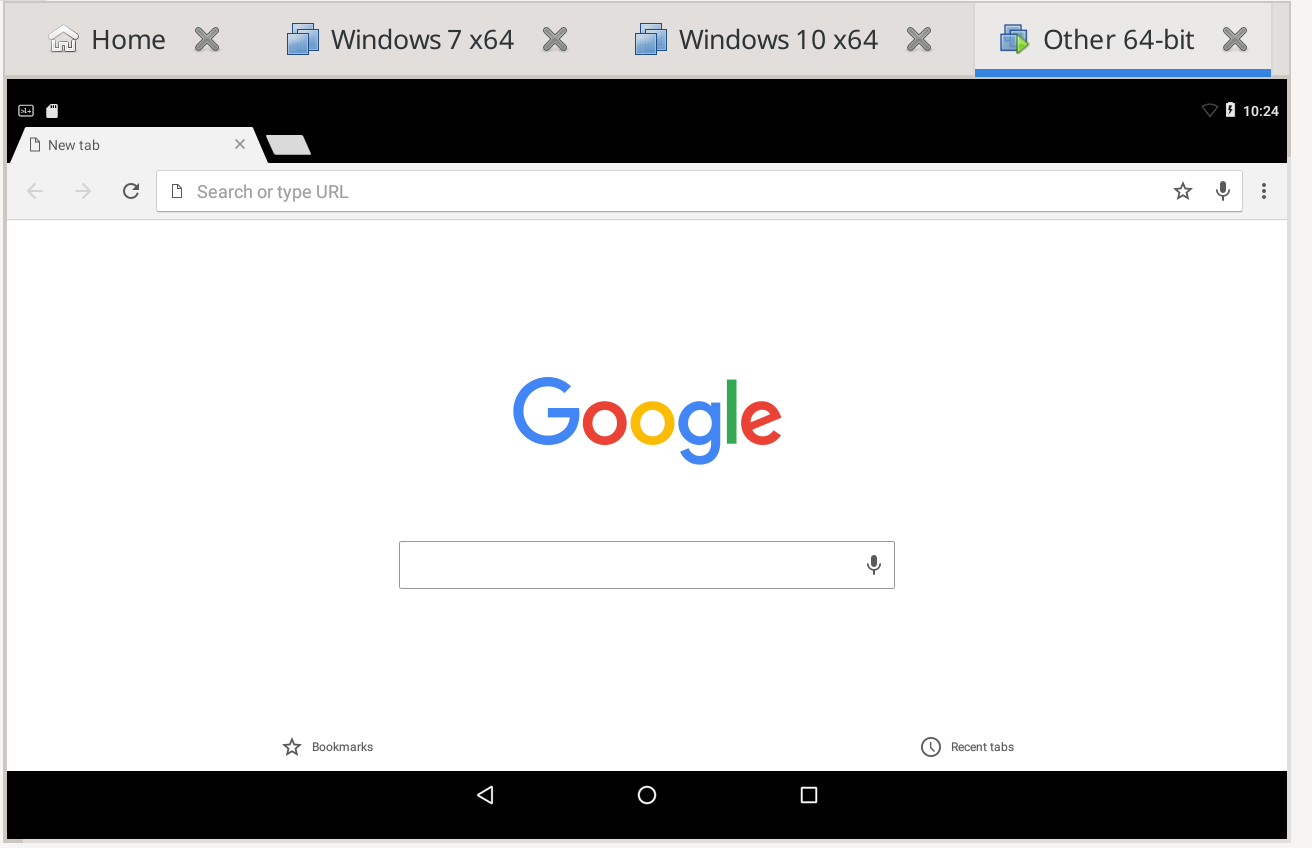 Home Windows 7 x64 Windows 10 x64 Other 64-bit
10:24
New tab
Search or type URL
Google
Bookmarks Recent tabs